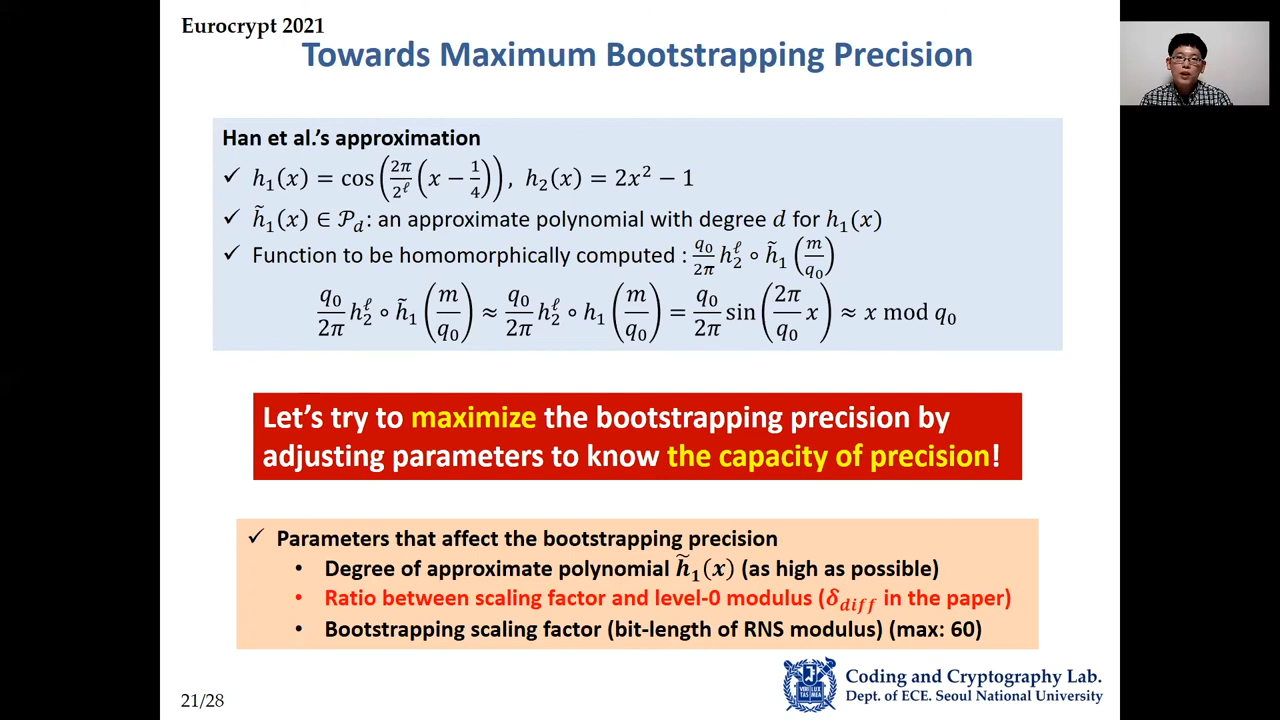 Eurocrypt 2021
Towards Maximum Bootstrapping Precision
Han et al.'s approximation
✓ h₁(x) = cos(2π/2^ℓ (x − 1/4)), h₂(x) = 2x² − 1
✓ h̃₁(x) ∈ 𝒫_d: an approximate polynomial with degree d for h₁(x)
✓ Function to be homomorphically computed : q₀/2π h₂^ℓ ∘ h̃₁(m/q₀)
q₀/2π h₂^ℓ ∘ h̃₁(m/q₀) ≈ q₀/2π h₂^ℓ ∘ h₁(m/q₀) = q₀/2π sin(2π/q₀ x) ≈ x mod q₀
Let's try to maximize the bootstrapping precision by
adjusting parameters to know the capacity of precision!
✓ Parameters that affect the bootstrapping precision
• Degree of approximate polynomial h̃₁(x) (as high as possible)
• Ratio between scaling factor and level-0 modulus (δ_diff in the paper)
• Bootstrapping scaling factor (bit-length of RNS modulus) (max: 60)
Coding and Cryptography Lab.
Dept. of ECE. Seoul National University
21/28